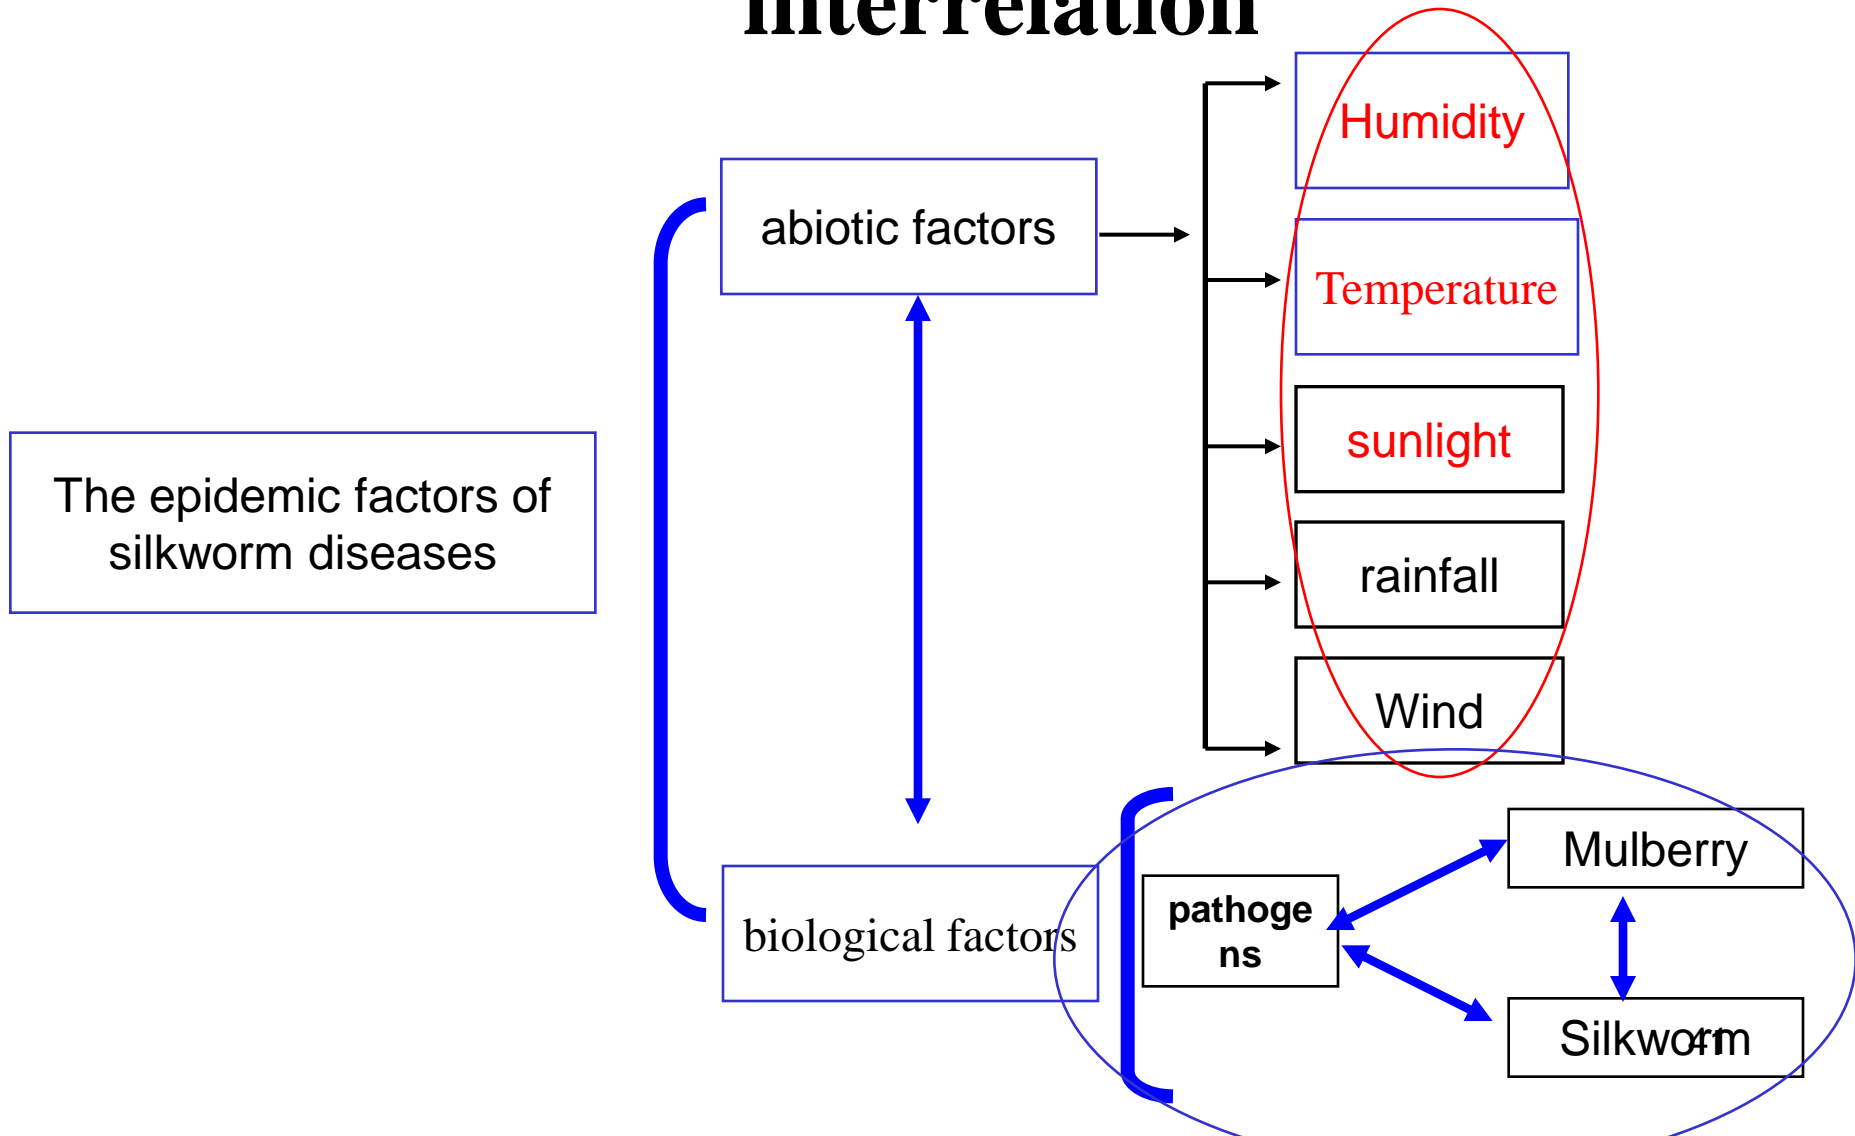 interrelation
Humidity
abiotic factors
Temperature
sunlight
The epidemic factors of
silkworm diseases
rainfall
Wind
Mulberry
pathoge
ns
biological factors
Silkworm
41